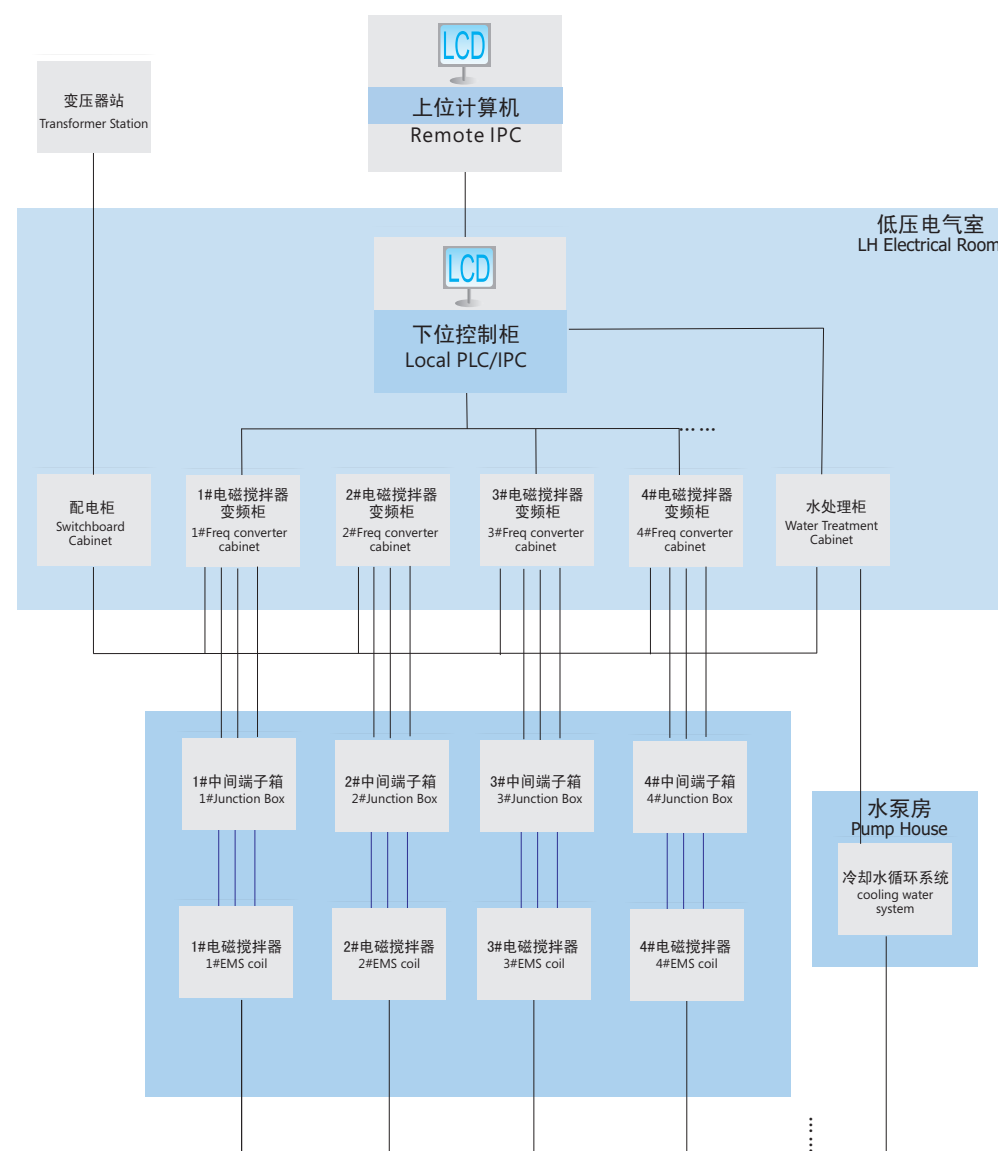 LCD
上位计算机
Remote IPC
变压器站
Transformer Station
低压电气室
LH Electrical Room
LCD
下位控制柜
Local PLC/IPC
……
配电柜
Switchboard
Cabinet
1#电磁搅拌器
变频柜
1#Freq converter
cabinet
2#电磁搅拌器
变频柜
2#Freq converter
cabinet
3#电磁搅拌器
变频柜
3#Freq converter
cabinet
4#电磁搅拌器
变频柜
4#Freq converter
cabinet
水处理柜
Water Treatment
Cabinet
1#中间端子箱
1#Junction Box
2#中间端子箱
2#Junction Box
3#中间端子箱
3#Junction Box
4#中间端子箱
4#Junction Box
水泵房
Pump House
冷却水循环系统
cooling water
system
1#电磁搅拌器
1#EMS coil
2#电磁搅拌器
2#EMS coil
3#电磁搅拌器
3#EMS coil
4#电磁搅拌器
4#EMS coil